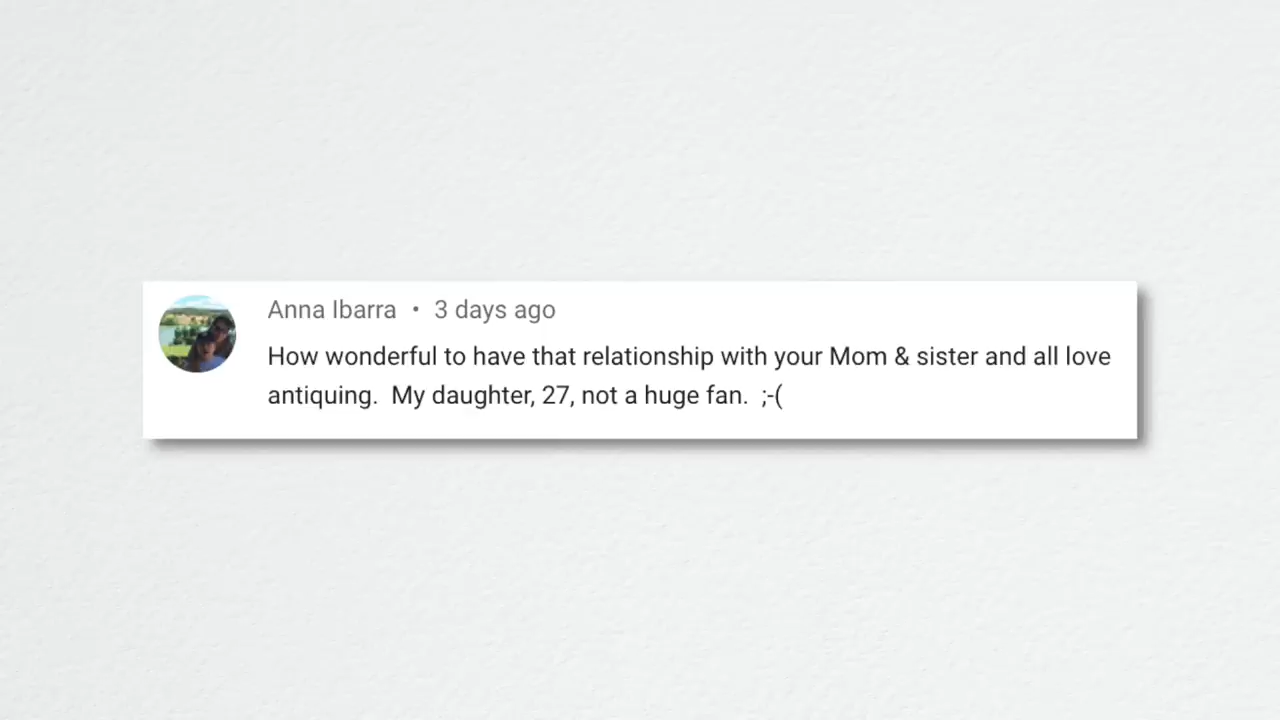 Anna Ibarra • 3 days ago
How wonderful to have that relationship with your Mom & sister and all love
antiquing.  My daughter, 27, not a huge fan.  ;-(